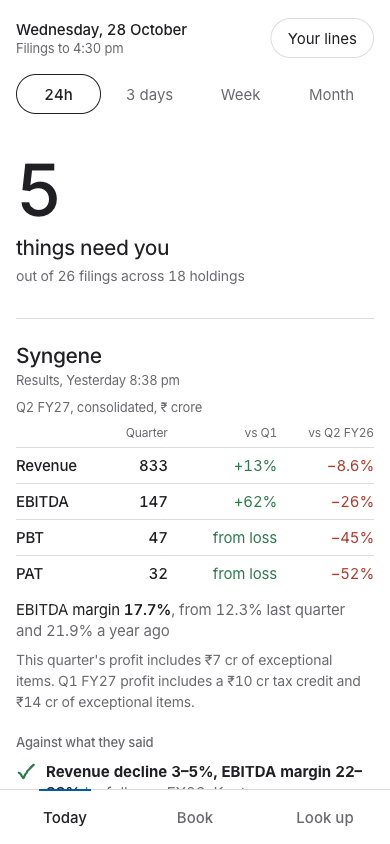 Wednesday, 28 October
Filings to 4:30 pm
Your lines
24h 3 days Week Month
5
things need you
out of 26 filings across 18 holdings
Syngene
Results, Yesterday 8:38 pm
Q2 FY27, consolidated, ₹ crore
Quarter vs Q1 vs Q2 FY26
Revenue 833 +13% −8.6%
EBITDA 147 +62% −26%
PBT 47 from loss −45%
PAT 32 from loss −52%
EBITDA margin 17.7%, from 12.3% last quarter
and 21.9% a year ago
This quarter's profit includes ₹7 cr of exceptional
items. Q1 FY27 profit includes a ₹10 cr tax credit and
₹14 cr of exceptional items.
Against what they said
Revenue decline 3–5%, EBITDA margin 22–
Today Book Look up